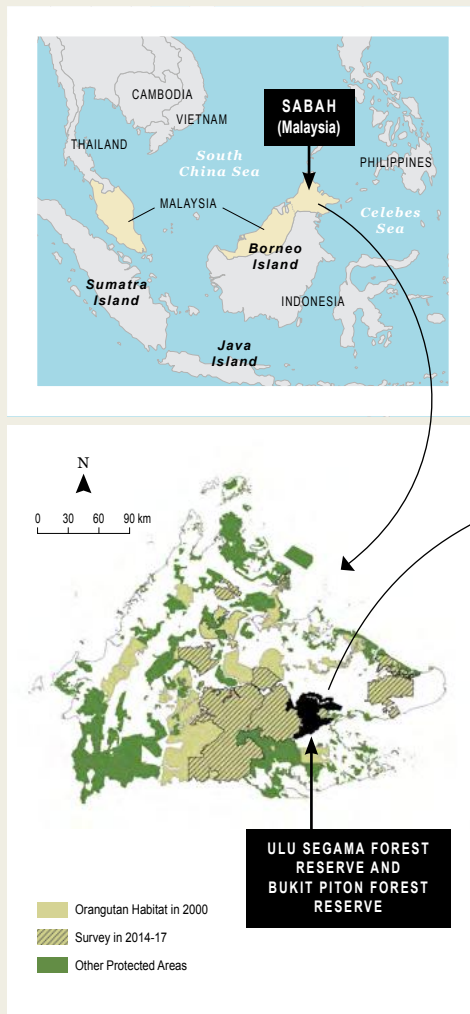 CAMBODIA
VIETNAM
THAILAND
SABAH
(Malaysia)
South
China Sea
PHILIPPINES
MALAYSIA
Celebes
Sea
Borneo
Island
Sumatra
Island
INDONESIA
Java
Island
N
0 30 60 90 km
ULU SEGAMA FOREST
RESERVE AND
BUKIT PITON FOREST
RESERVE
Orangutan Habitat in 2000
Survey in 2014-17
Other Protected Areas